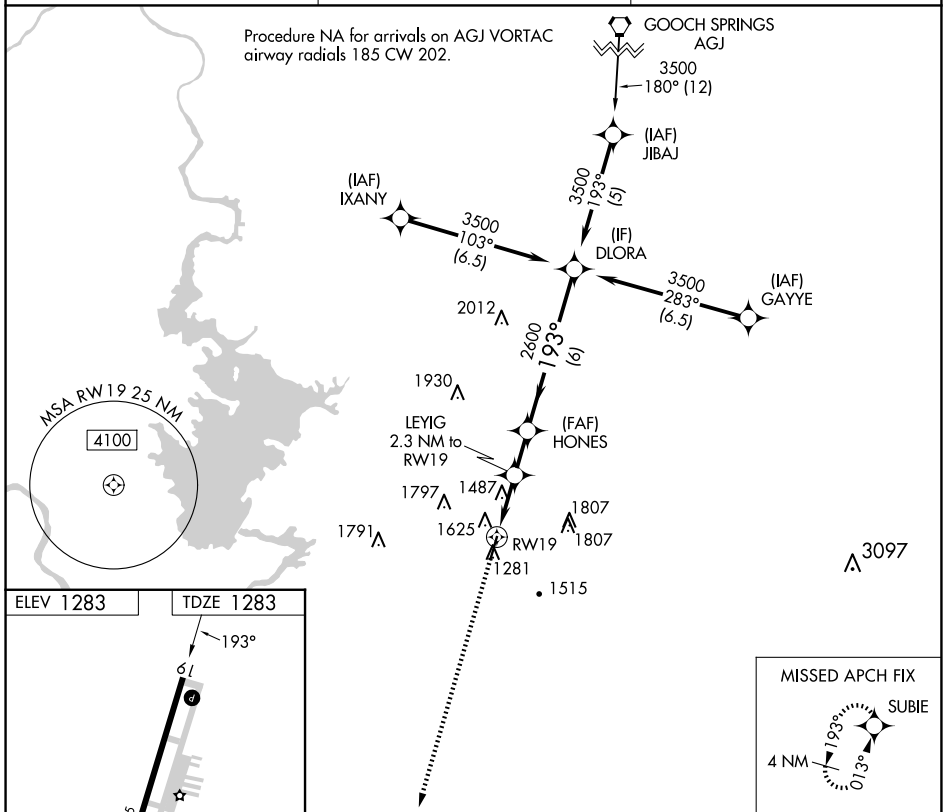 Procedure NA for arrivals on AGJ VORTAC
airway radials 185 CW 202.
GOOCH SPRINGS
AGJ
3500
180° (12)
(IAF)
JIBAJ
3500
193°
(5)
(IAF)
IXANY
3500
103°
(6.5)
(IF)
DLORA
3500
283°
(6.5)
(IAF)
GAYYE
2012
2600
193°
(6)
1930
MSA RW19 25 NM
4100
LEYIG
2.3 NM to
RW19
(FAF)
HONES
1797
1487
1625
1807
1807
1791
RW19
1281
3097
1515
ELEV 1283
TDZE 1283
193°
19
P
MISSED APCH FIX
SUBIE
193°
4 NM
013°